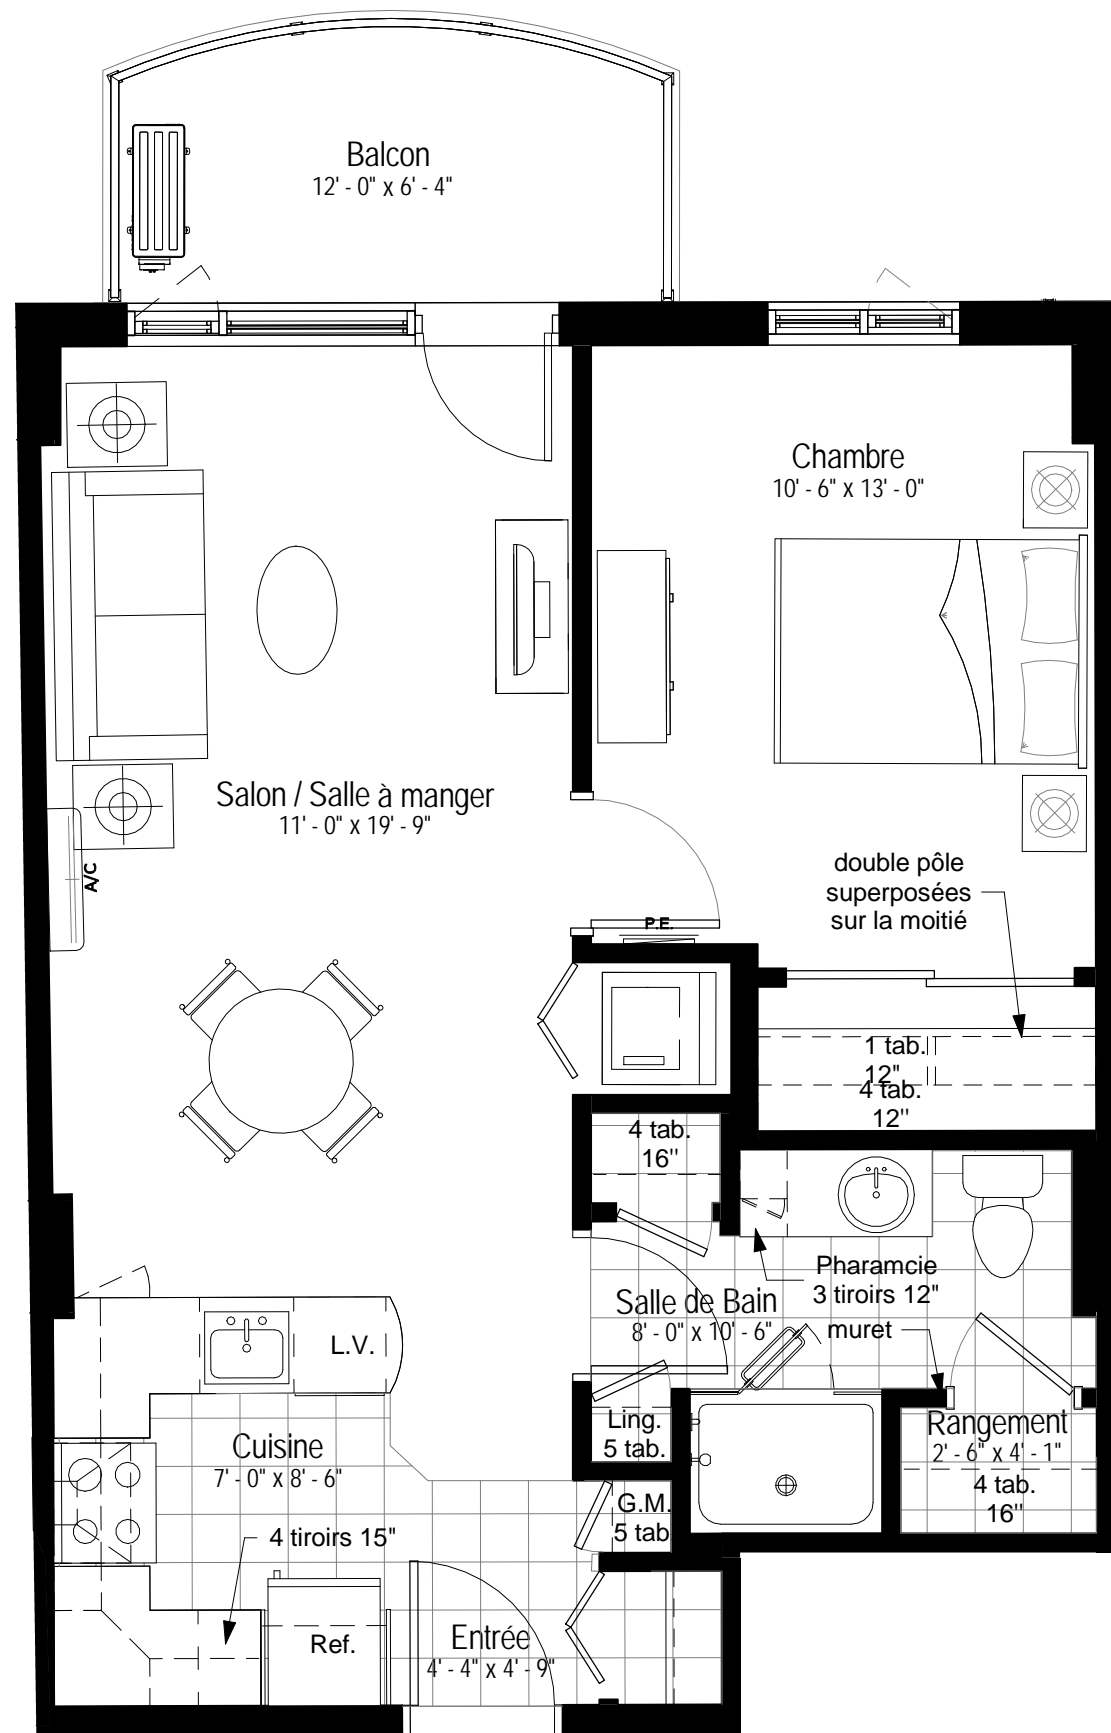 Balcon
12' - 0" x 6' - 4"
Chambre
10' - 6" x 13' - 0"
Salon / Salle à manger
11' - 0" x 19' - 9"
A/C
P.E.
double pôle
superposées
sur la moitié
1 tab.
12"
4 tab.
12"
4 tab.
16"
Pharamcie
3 tiroirs 12"
muret
Salle de Bain
8' - 0" x 10' - 6"
L.V.
Cuisine
7' - 0" x 8' - 6"
Ling.
5 tab.
Rangement
2' - 6" x 4' - 1"
4 tab.
16"
G.M.
5 tab
4 tiroirs 15"
Ref.
Entrée
4' - 4" x 4' - 9"